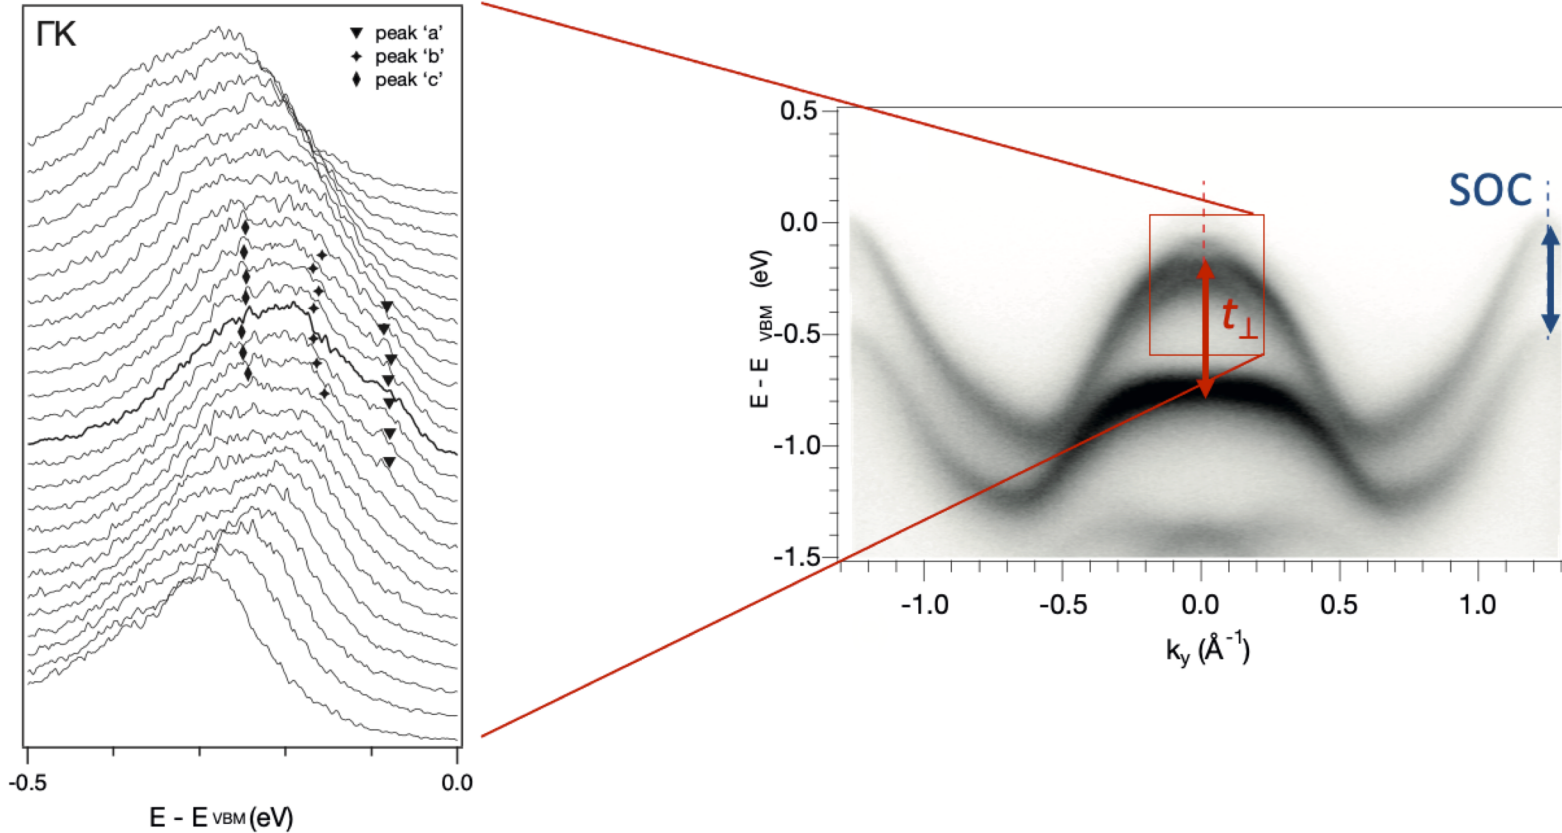 ΓK
peak ‘a’
peak ‘b’
peak ‘c’
-0.5
0.0
E - E VBM (eV)
0.5
0.0
-0.5
-1.0
-1.5
E - E VBM (eV)
SOC
t⊥
-1.0
-0.5
0.0
0.5
1.0
ky (Å-1)